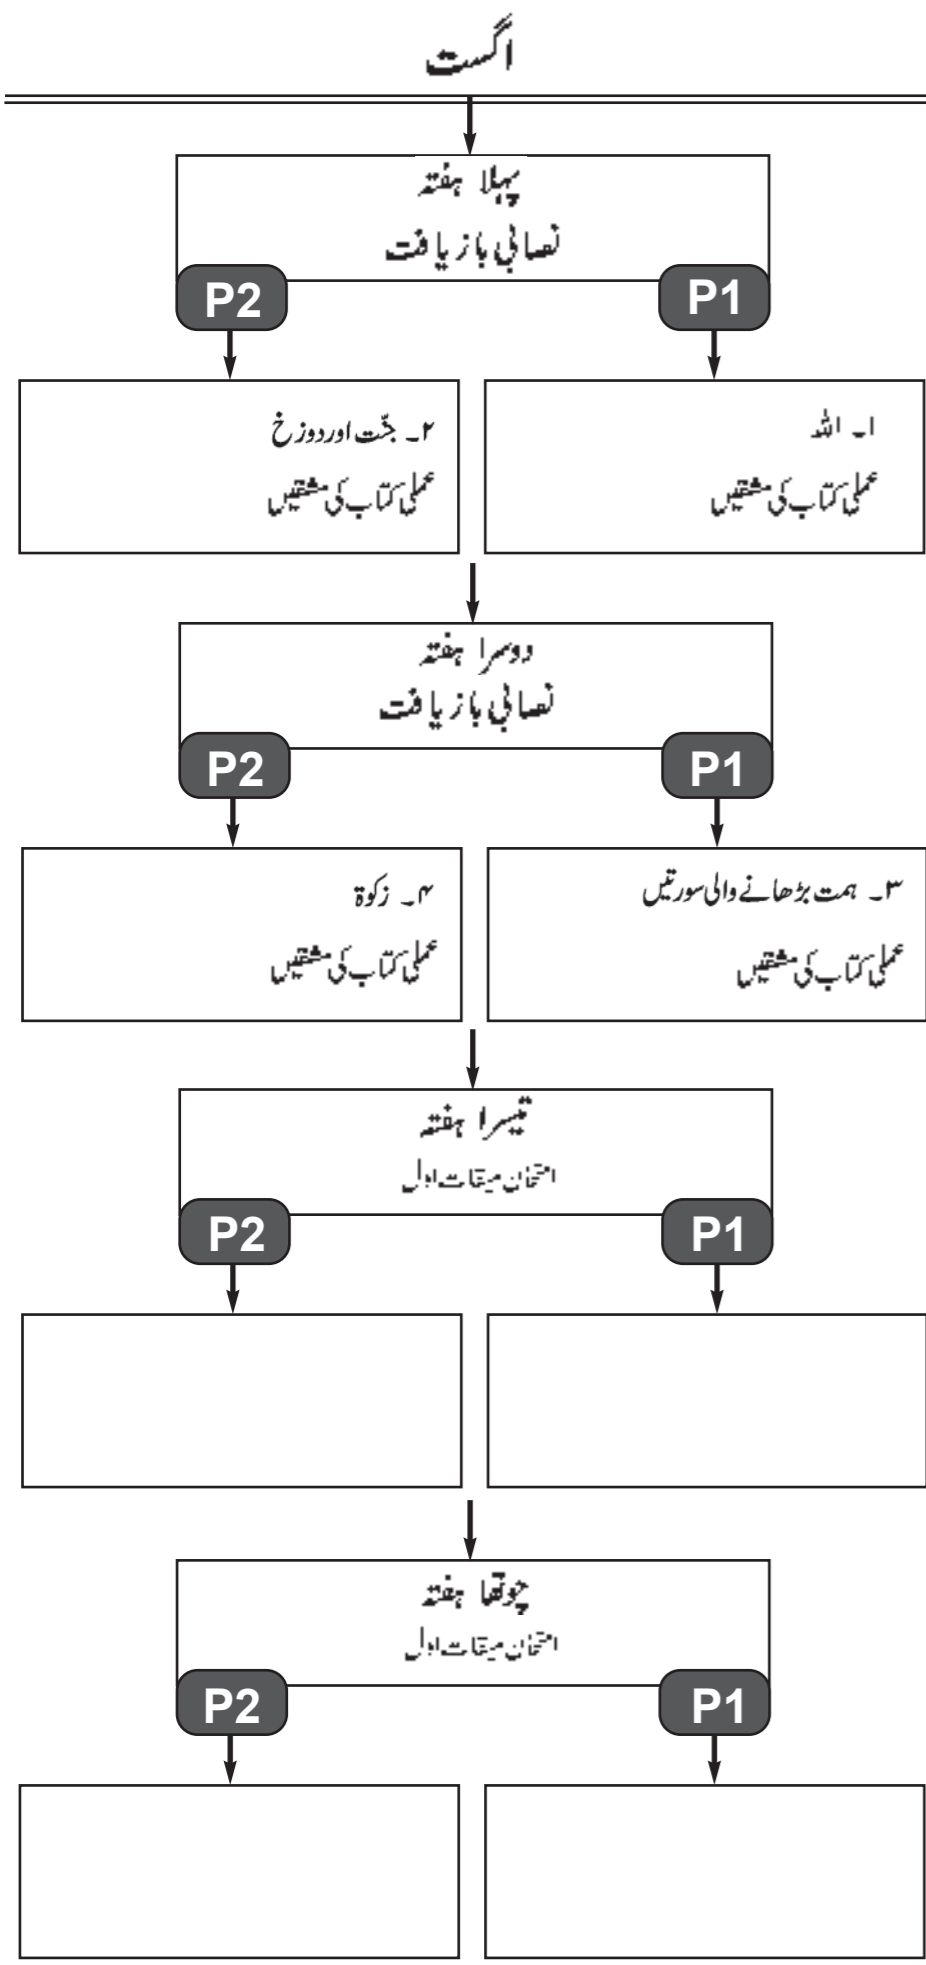 اگست
پہلا ہفتہ
نصابی بازیافت
P1
P2
۱۔ اللہ
عملی کتاب کی مشقیں
۲۔ جنّت اور دوزخ
عملی کتاب کی مشقیں
دوسرا ہفتہ
نصابی بازیافت
P1
P2
۳۔ ہمت بڑھانے والی سورتیں
عملی کتاب کی مشقیں
۴۔ زکوۃ
عملی کتاب کی مشقیں
تیسرا ہفتہ
امتحان میقات اول
P1
P2
چوتھا ہفتہ
امتحان میقات اول
P1
P2